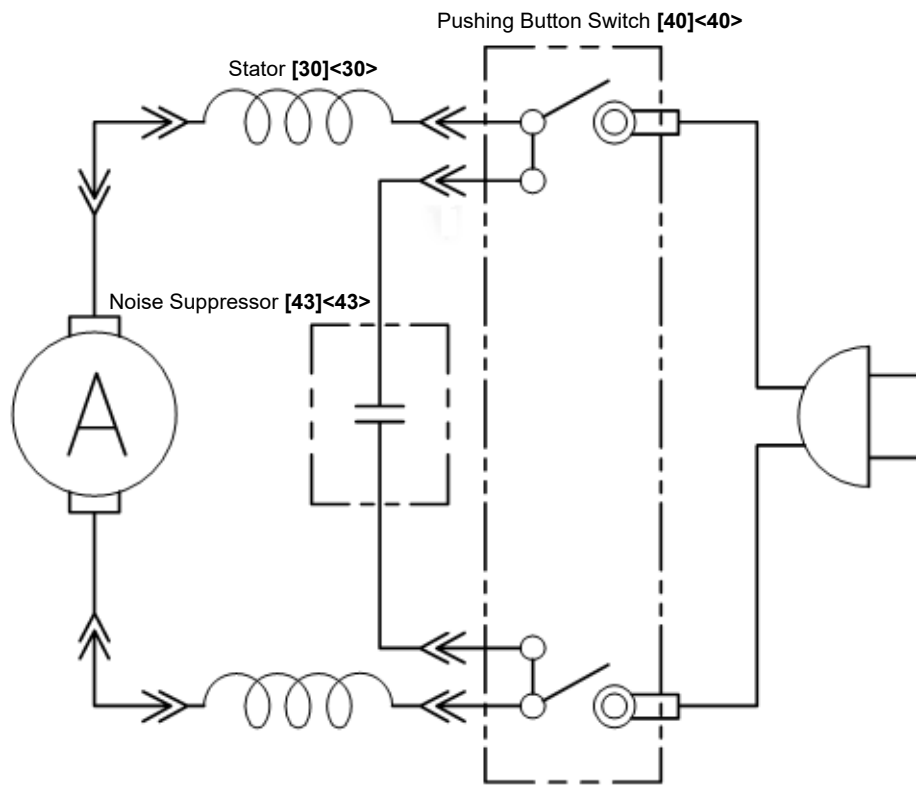 Pushing Button Switch [40]<40>
Stator [30]<30>
Noise Suppressor [43]<43>
A